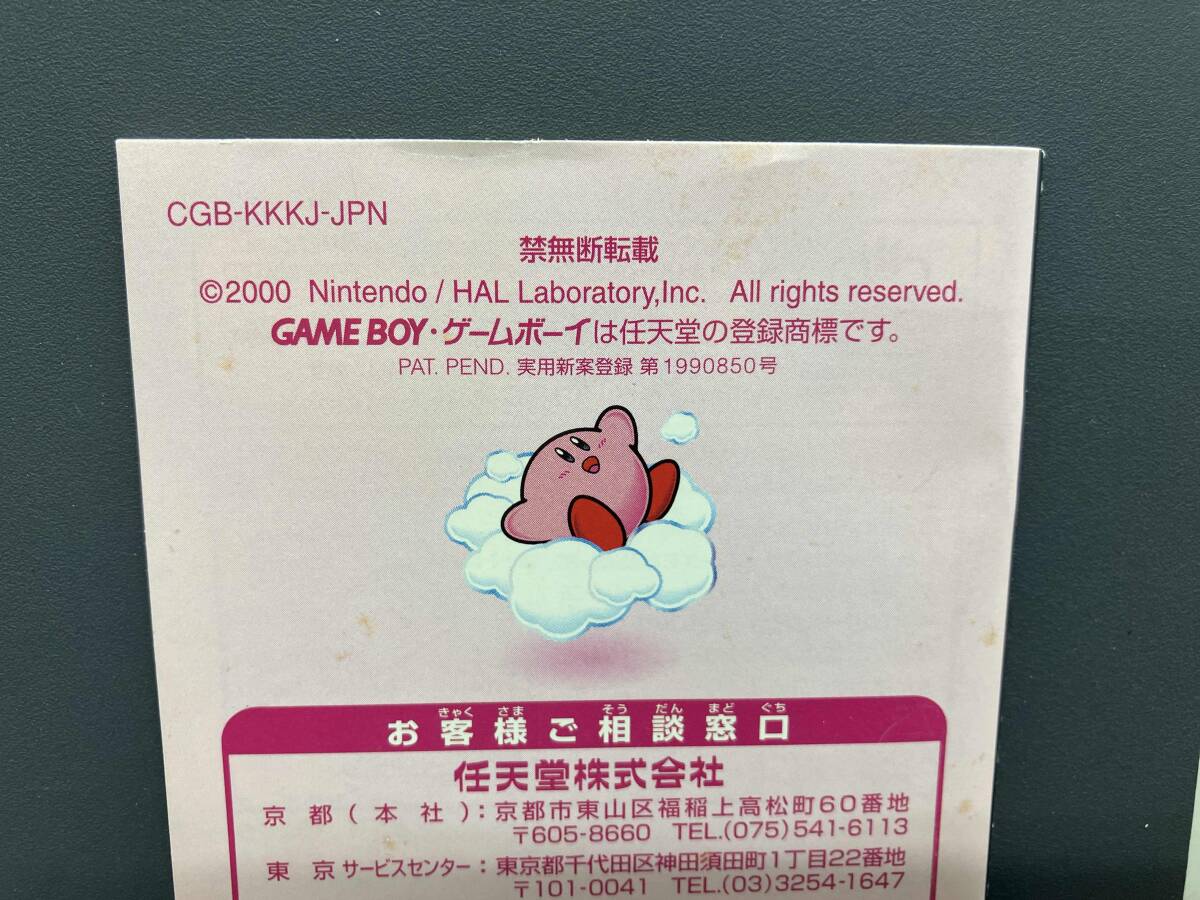 CGB-KKKJ-JPN
禁無断転載
©2000 Nintendo / HAL Laboratory,Inc. All rights reserved.
GAME BOY・ゲームボーイは任天堂の登録商標です。
PAT. PEND. 実用新案登録 第1990850号
きゃく さま そう だん まど ぐち
お客様ご相談窓口
任天堂株式会社
京都(本社):京都市東山区福稲上高松町60番地
〒605-8660 TEL.(075)541-6113
東京サービスセンター:東京都千代田区神田須田町1丁目22番地
〒101-0041 TEL.(03)3254-1647